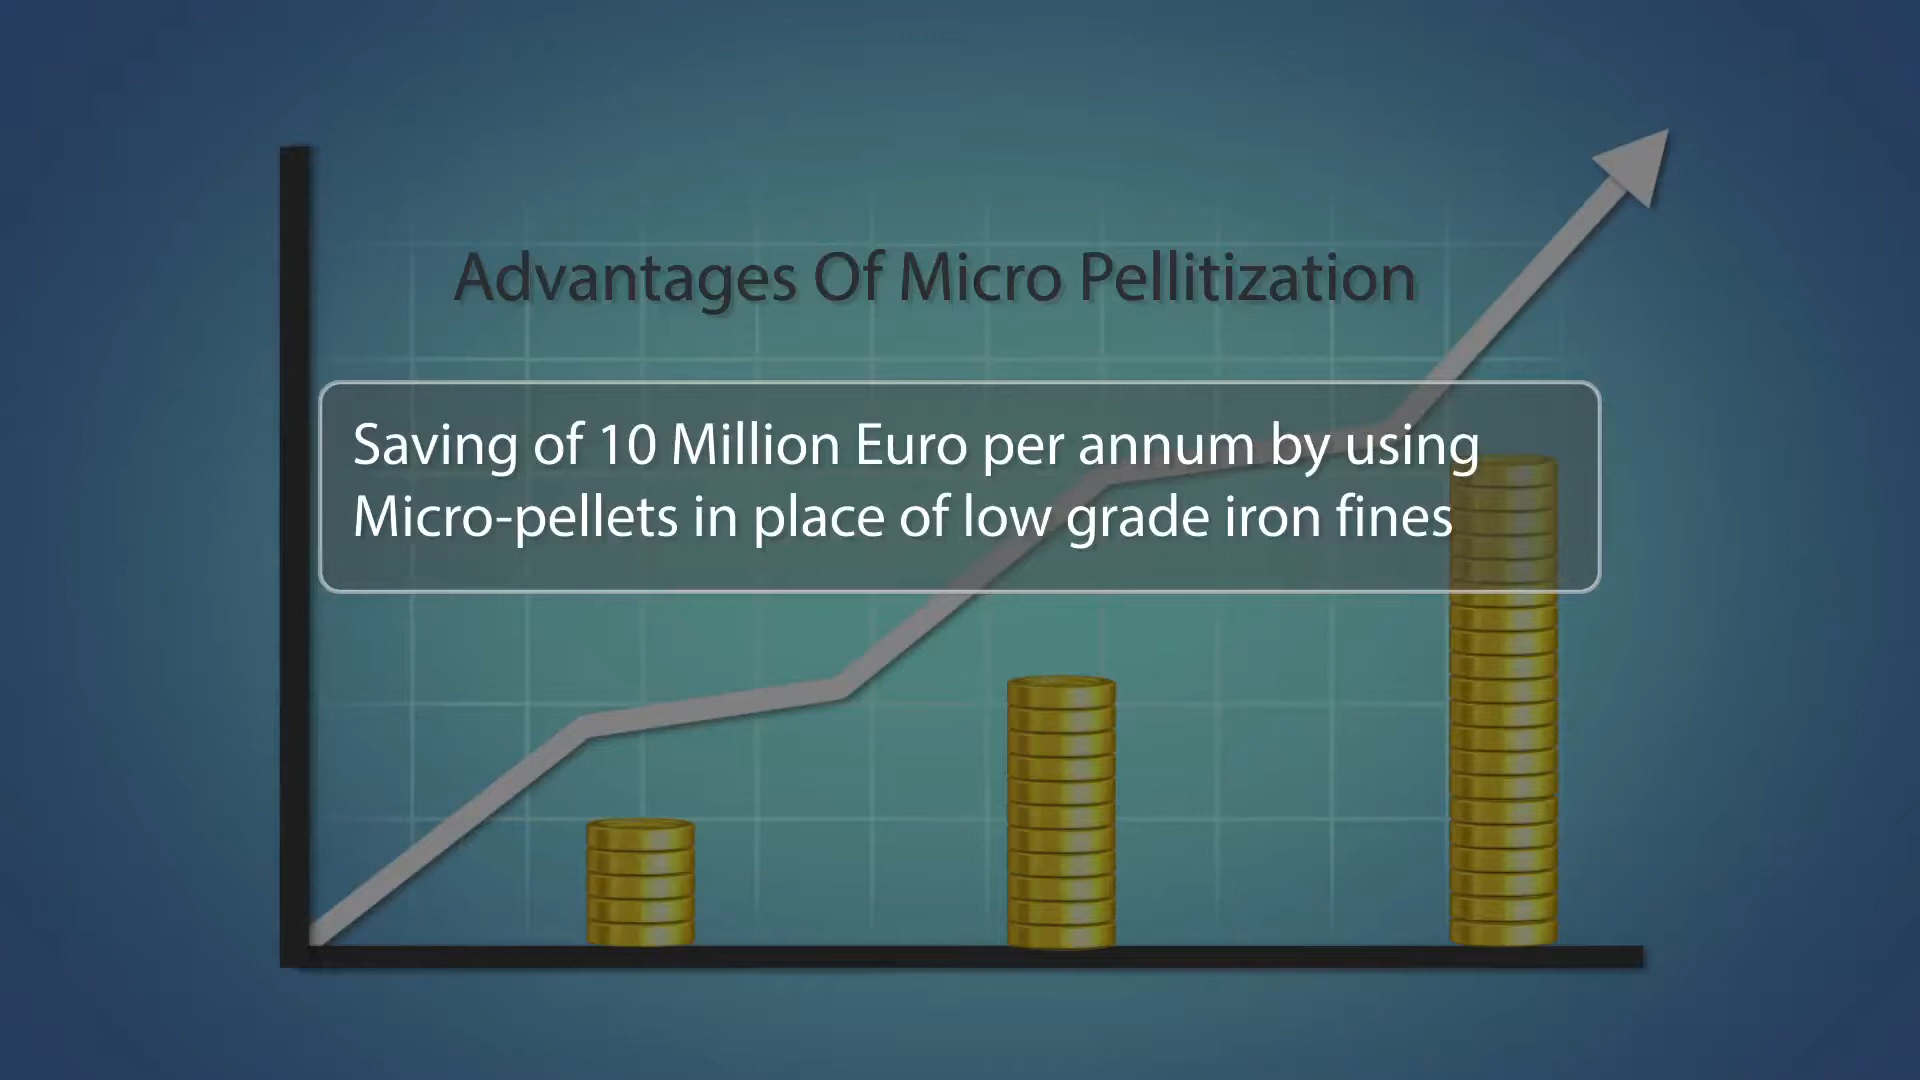 Advantages Of Micro Pellitization
Saving of 10 Million Euro per annum by using
Micro-pellets in place of low grade iron fines